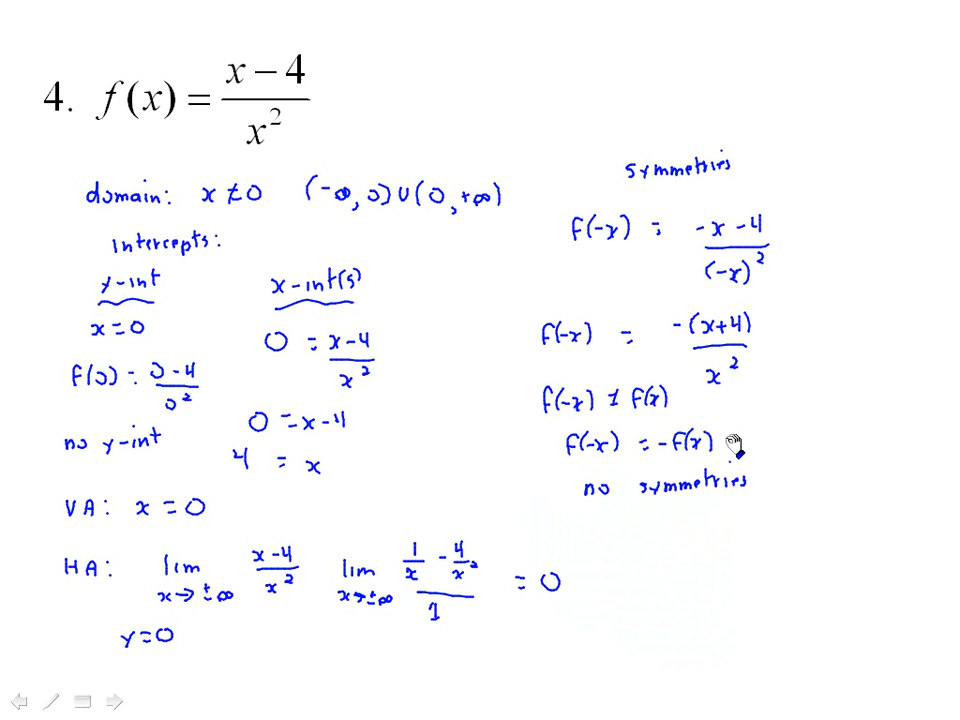 4. f(x) = (x − 4)/x²
domain: x ≠ 0 (-∞, 0) ∪ (0, +∞)
Intercepts:
y-int
x = 0
f(0) = (0-4)/0²
no y-int
x-int(s)
0 = (x-4)/x²
0 = x-4
4 = x
VA: x = 0
HA: lim x→±∞ (x-4)/x² lim x→±∞ (1/x - 4/x²)/1 = 0
y=0
symmetries
f(-x) = (-x-4)/(-x)²
f(-x) = -(x+4)/x²
f(-x) ≠ f(x)
f(-x) = -f(x)
no symmetries